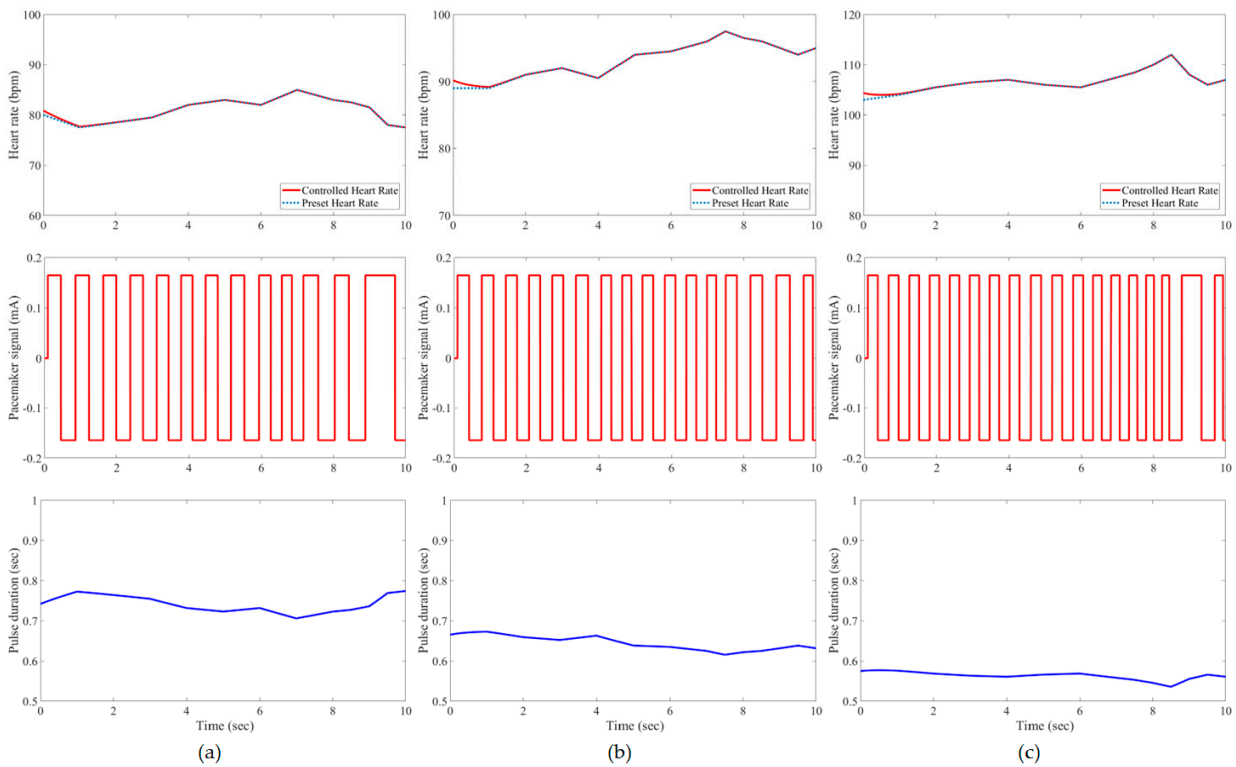 100
90
80
70
60
Heart rate (bpm)
Controlled Heart Rate
Preset Heart Rate
0 2 4 6 8 10
100
90
80
70
Heart rate (bpm)
Controlled Heart Rate
Preset Heart Rate
0 2 4 6 8 10
120
110
100
90
80
Heart rate (bpm)
Controlled Heart Rate
Preset Heart Rate
0 2 4 6 8 10
0.2
0.1
0
-0.1
-0.2
Pacemaker signal (mA)
0 2 4 6 8 10
0.2
0.1
0
-0.1
-0.2
Pacemaker signal (mA)
0 2 4 6 8 10
0.2
0.1
0
-0.1
-0.2
Pacemaker signal (mA)
0 2 4 6 8 10
1
0.9
0.8
0.7
0.6
0.5
Pulse duration (sec)
0 2 4 6 8 10
Time (sec)
1
0.9
0.8
0.7
0.6
0.5
Pulse duration (sec)
0 2 4 6 8 10
Time (sec)
1
0.9
0.8
0.7
0.6
0.5
Pulse duration (sec)
0 2 4 6 8 10
Time (sec)
(a) (b) (c)